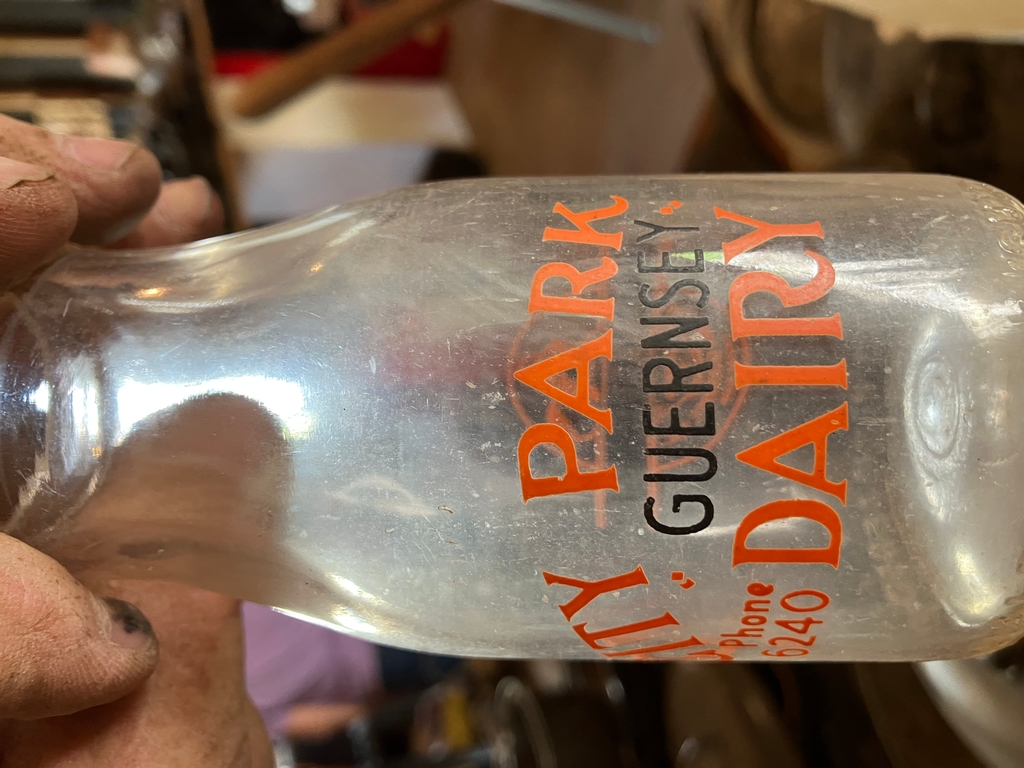 PARK
"GUERNSEY"
DAIRY
Phone
6240